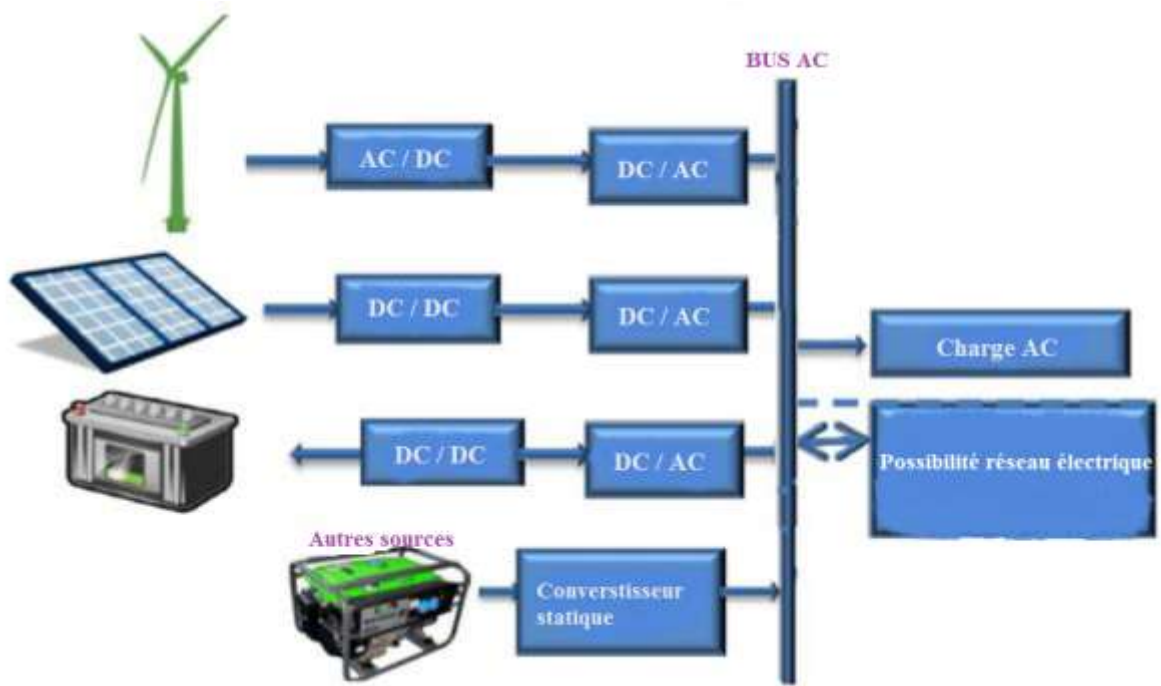 BUS AC
AC / DC
DC / AC
DC / DC
DC / AC
Charge AC
DC / DC
DC / AC
Possibilité réseau électrique
Autres sources
Converstisseur
statique